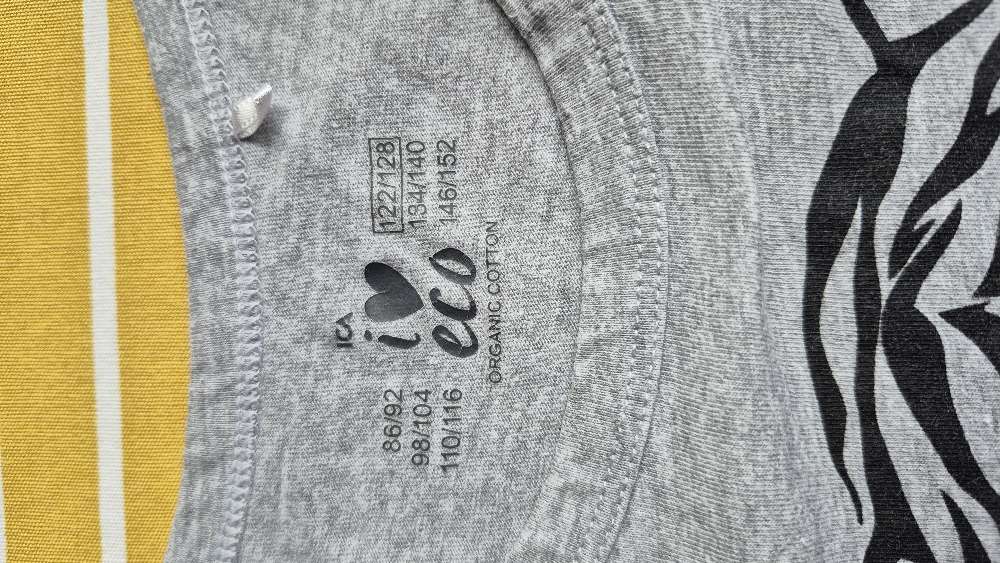 86/92
98/104
110/116
ICA
i
eco
ORGANIC COTTON
122/128
134/140
146/152